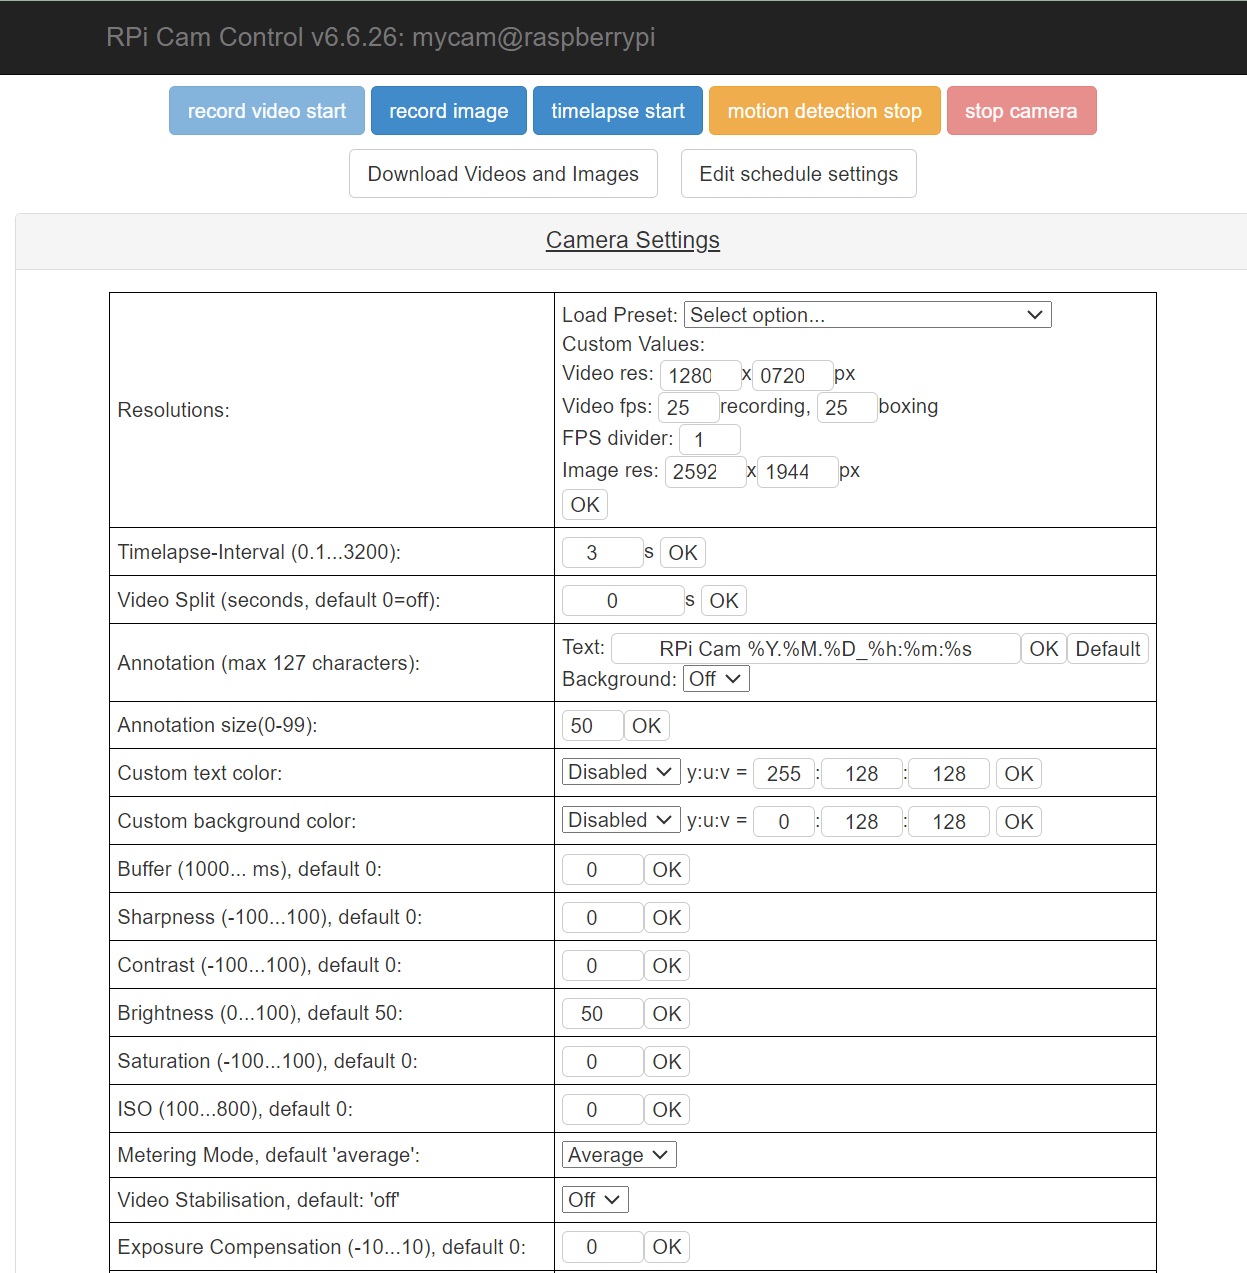 RPi Cam Control v6.6.26: mycam@raspberrypi
record video start record image timelapse start motion detection stop stop camera
Download Videos and Images Edit schedule settings
Camera Settings
Load Preset: Select option...
Custom Values:
Video res: 1280 x 0720 px
Resolutions:
Video fps: 25 recording, 25 boxing
FPS divider: 1
Image res: 2592 x 1944 px
OK
Timelapse-Interval (0.1...3200): 3 s OK
Video Split (seconds, default 0=off): 0 s OK
Annotation (max 127 characters): Text: RPi Cam %Y.%M.%D_%h:%m:%s OK Default
Background: Off
Annotation size(0-99): 50 OK
Custom text color: Disabled y:u:v = 255 : 128 : 128 OK
Custom background color: Disabled y:u:v = 0 : 128 : 128 OK
Buffer (1000... ms), default 0: 0 OK
Sharpness (-100...100), default 0: 0 OK
Contrast (-100...100), default 0: 0 OK
Brightness (0...100), default 50: 50 OK
Saturation (-100...100), default 0: 0 OK
ISO (100...800), default 0: 0 OK
Metering Mode, default 'average': Average
Video Stabilisation, default: 'off' Off
Exposure Compensation (-10...10), default 0: 0 OK